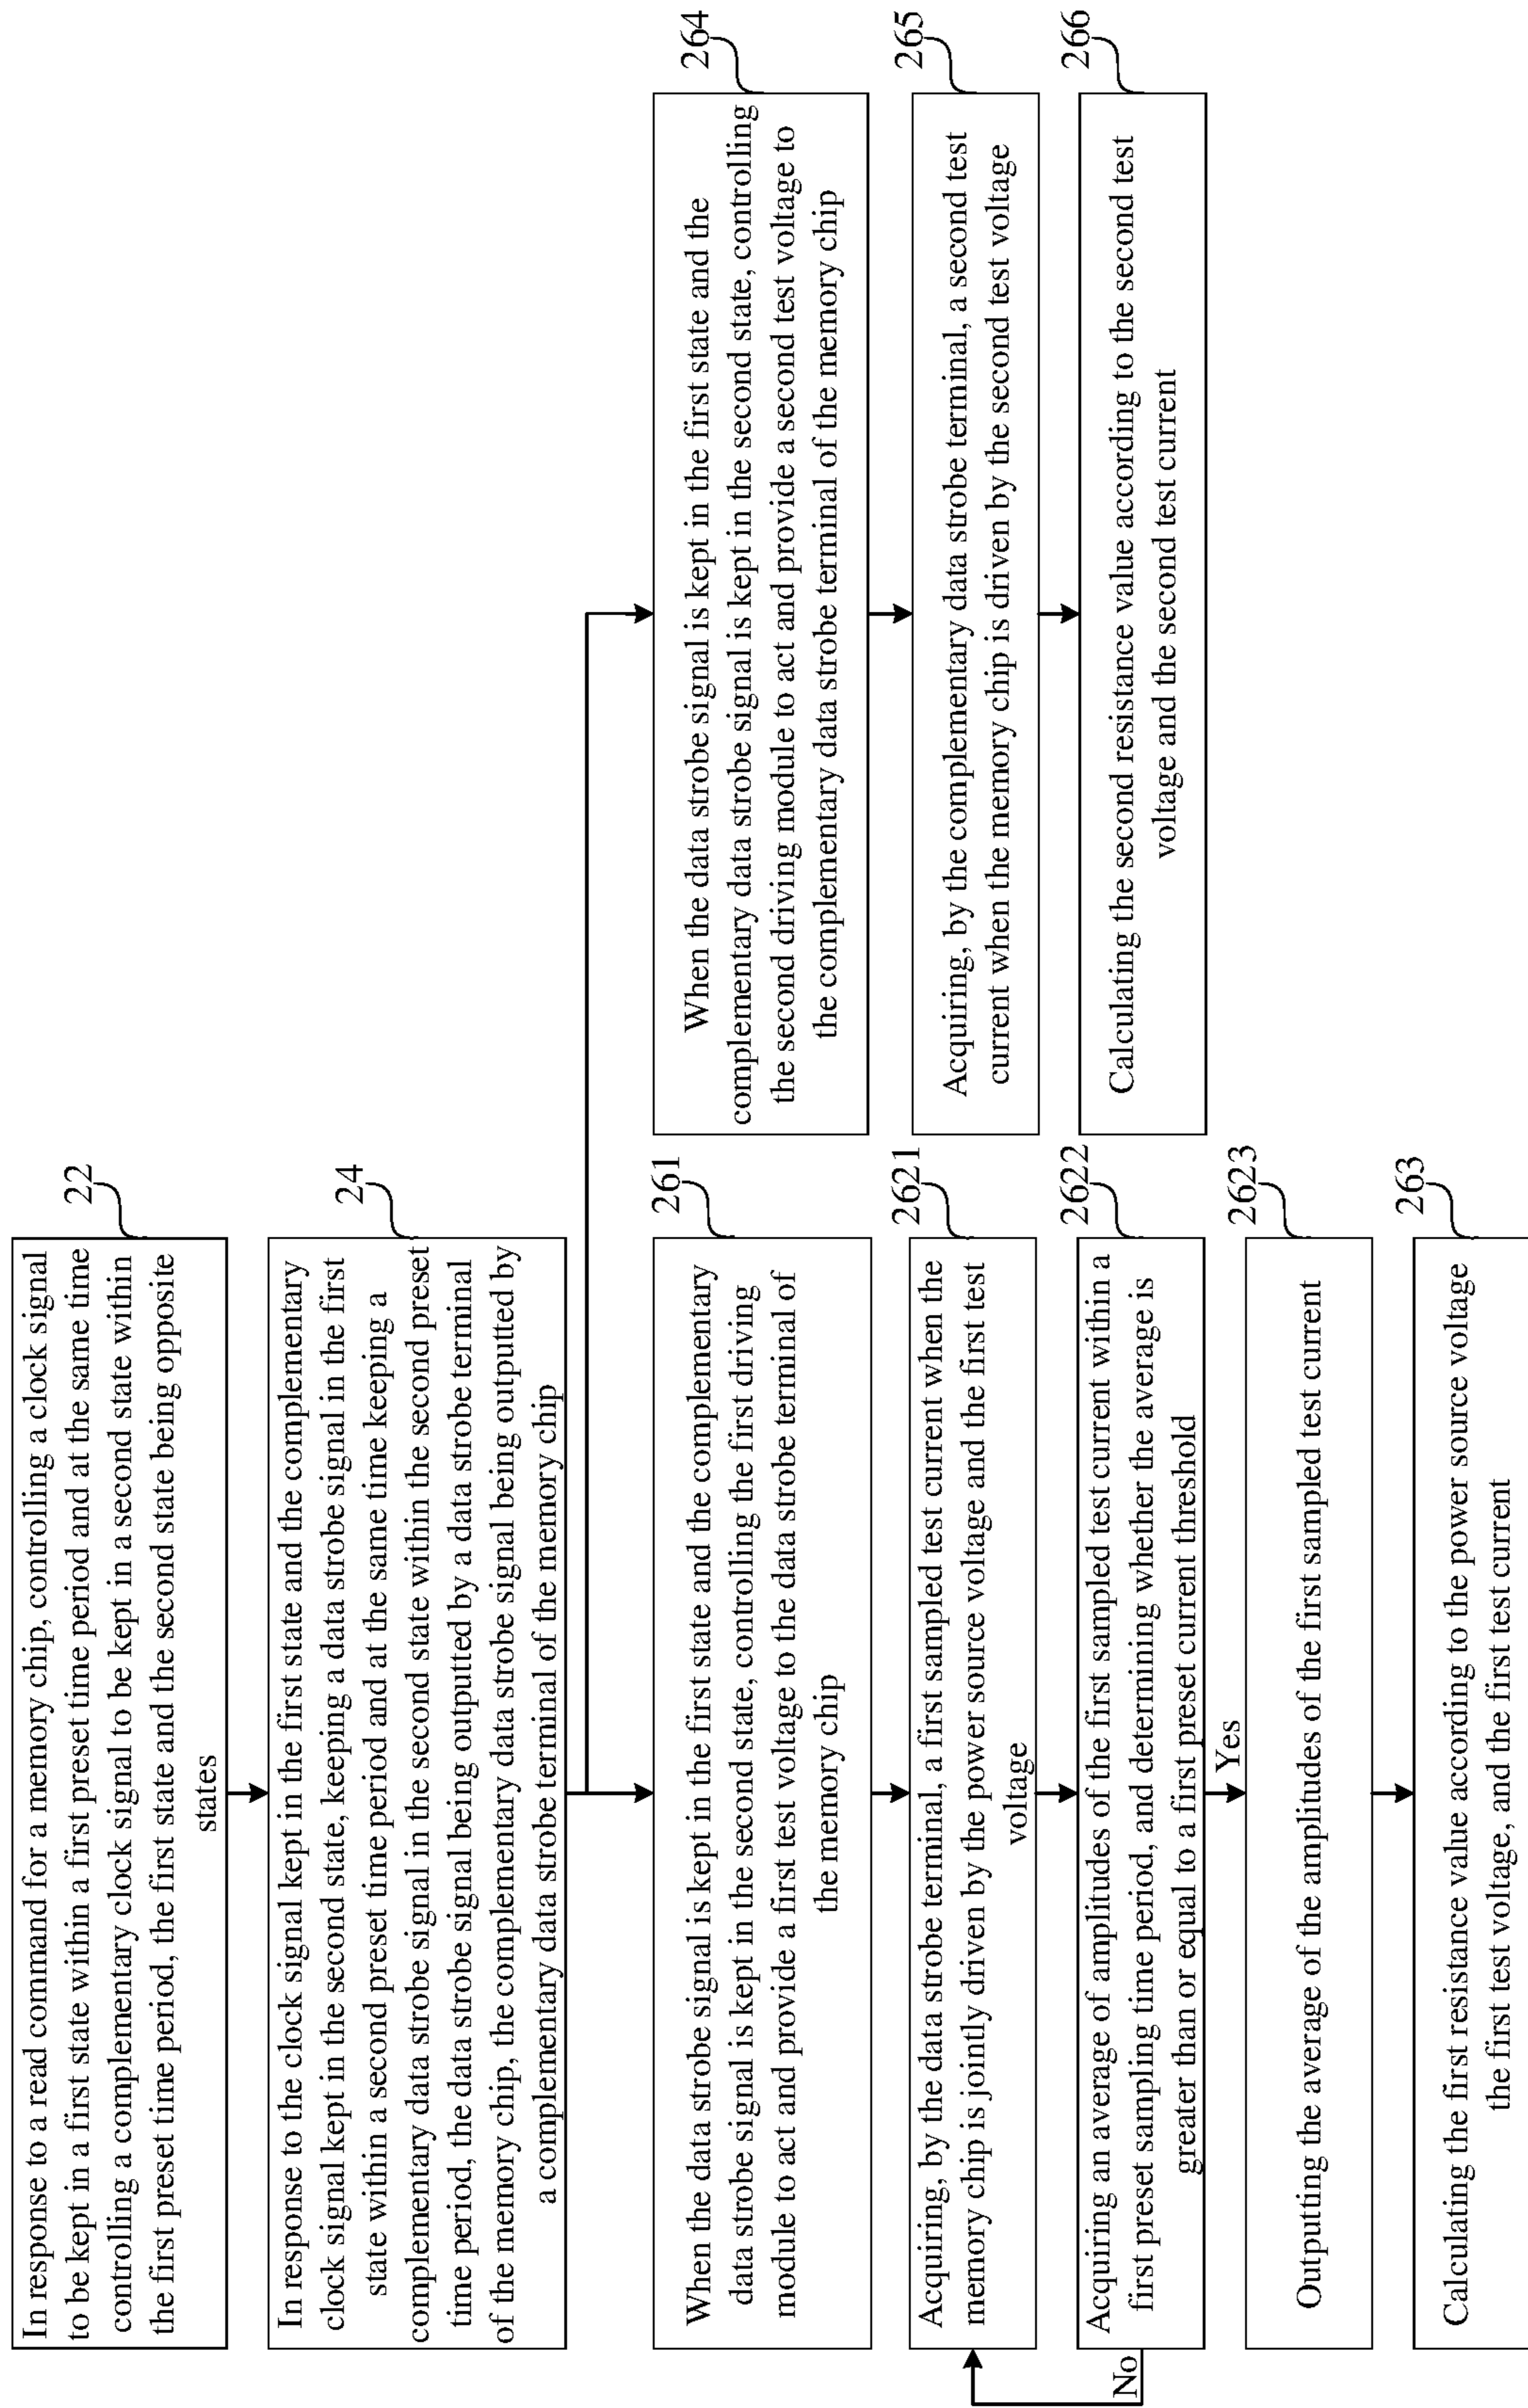 In response to a read command for a memory chip, controlling a clock signal
to be kept in a first state within a first preset time period and at the same time
controlling a complementary clock signal to be kept in a second state within
the first preset time period, the first state and the second state being opposite
states
22
In response to the clock signal kept in the first state and the complementary
clock signal kept in the second state, keeping a data strobe signal in the first
state within a second preset time period and at the same time keeping a
complementary data strobe signal in the second state within the second preset
time period, the data strobe signal being outputted by a data strobe terminal
of the memory chip, the complementary data strobe signal being outputted by
a complementary data strobe terminal of the memory chip
24
When the data strobe signal is kept in the first state and the complementary
data strobe signal is kept in the second state, controlling the first driving
module to act and provide a first test voltage to the data strobe terminal of
the memory chip
261
Acquiring, by the data strobe terminal, a first sampled test current when the
memory chip is jointly driven by the power source voltage and the first test
voltage
2621
Acquiring an average of amplitudes of the first sampled test current within a
first preset sampling time period, and determining whether the average is
greater than or equal to a first preset current threshold
2622
No
Yes
Outputting the average of the amplitudes of the first sampled test current
2623
Calculating the first resistance value according to the power source voltage
the first test voltage, and the first test current
263
When the data strobe signal is kept in the first state and the
complementary data strobe signal is kept in the second state, controlling
the second driving module to act and provide a second test voltage to
the complementary data strobe terminal of the memory chip
264
Acquiring, by the complementary data strobe terminal, a second test
current when the memory chip is driven by the second test voltage
265
Calculating the second resistance value according to the second test
voltage and the second test current
266